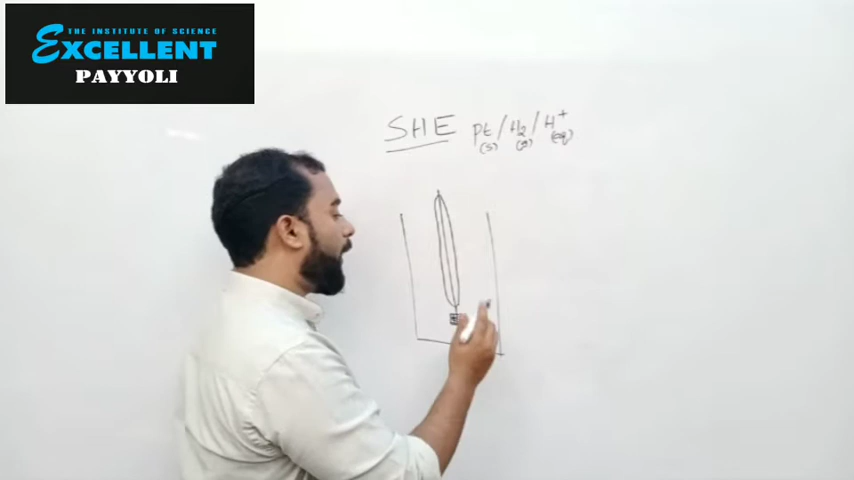 THE INSTITUTE OF SCIENCE
EXCELLENT
PAYYOLI
SHE Pt/H2/H+
(s) (g) (aq)